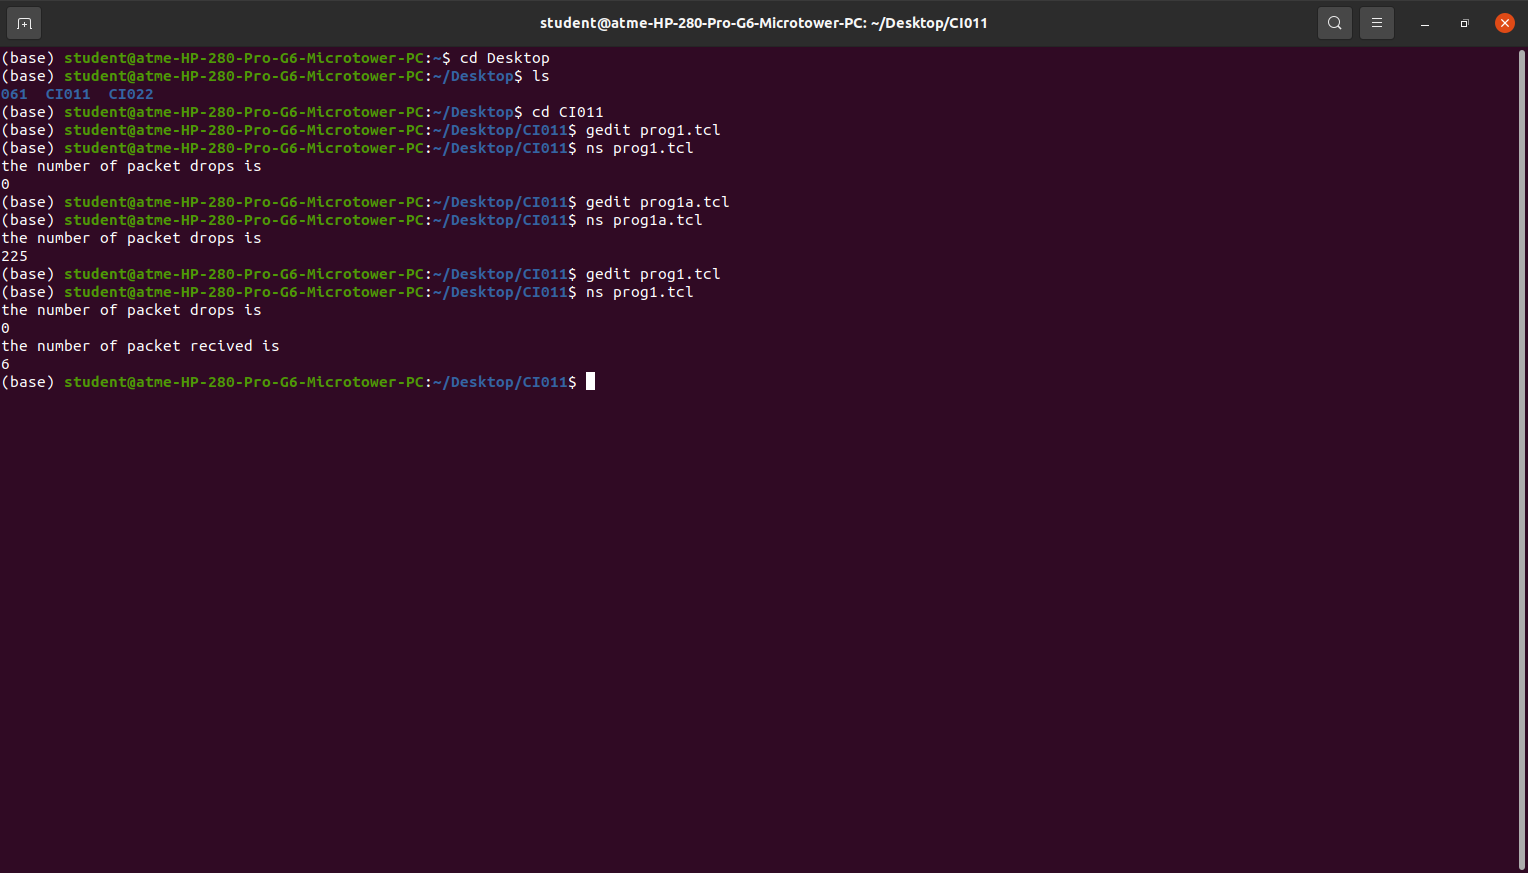 student@atme-HP-280-Pro-G6-Microtower-PC: ~/Desktop/CI011
(base) student@atme-HP-280-Pro-G6-Microtower-PC:~$ cd Desktop
(base) student@atme-HP-280-Pro-G6-Microtower-PC:~/Desktop$ ls
061  CI011  CI022
(base) student@atme-HP-280-Pro-G6-Microtower-PC:~/Desktop$ cd CI011
(base) student@atme-HP-280-Pro-G6-Microtower-PC:~/Desktop/CI011$ gedit prog1.tcl
(base) student@atme-HP-280-Pro-G6-Microtower-PC:~/Desktop/CI011$ ns prog1.tcl
the number of packet drops is
0
(base) student@atme-HP-280-Pro-G6-Microtower-PC:~/Desktop/CI011$ gedit prog1a.tcl
(base) student@atme-HP-280-Pro-G6-Microtower-PC:~/Desktop/CI011$ ns prog1a.tcl
the number of packet drops is
225
(base) student@atme-HP-280-Pro-G6-Microtower-PC:~/Desktop/CI011$ gedit prog1.tcl
(base) student@atme-HP-280-Pro-G6-Microtower-PC:~/Desktop/CI011$ ns prog1.tcl
the number of packet drops is
0
the number of packet recived is
6
(base) student@atme-HP-280-Pro-G6-Microtower-PC:~/Desktop/CI011$